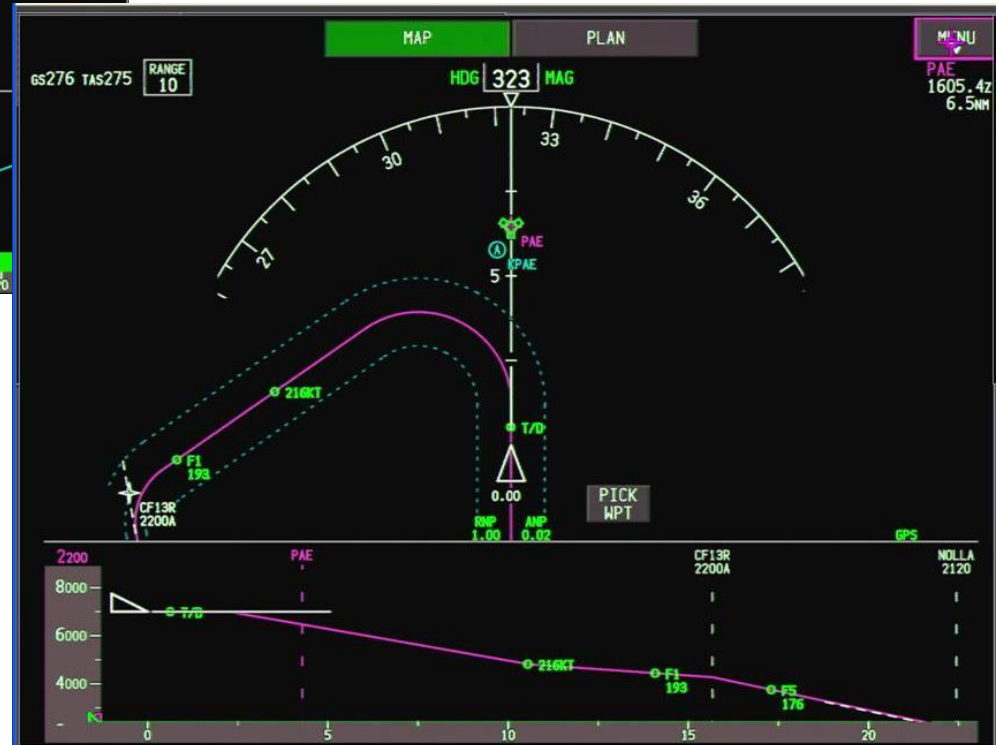 MAP
PLAN
MENU
GS276 TAS275
RANGE
10
HDG 323 MAG
PAE
1605.4Z
6.5NM
27
30
33
36
PAE
A
KPAE
5
216KT
T/D
F1
193
CF13R
2200A
0.00
PICK
WPT
RNP
1.00
ANP
0.02
GPS
2200
PAE
CF13R
2200A
NOLLA
2120
8000
T/D
6000
216KT
4000
F1
193
F5
176
0
5
10
15
20